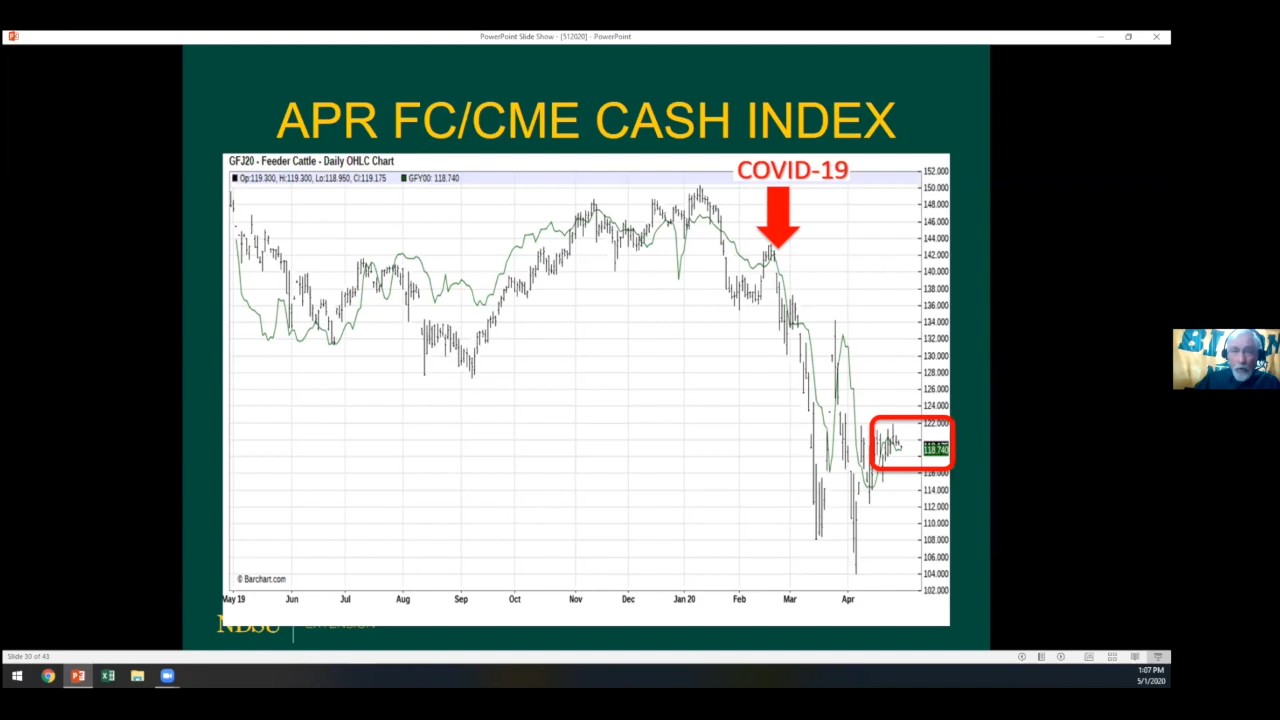 PowerPoint Slide Show - [512020] - PowerPoint
APR FC/CME CASH INDEX
GFJ20 - Feeder Cattle - Daily OHLC Chart
Op:119.300, Hi:119.300, Lo:118.950, Cl:119.175 GFY00: 118.740
COVID-19
152.000
150.000
148.000
146.000
144.000
142.000
140.000
138.000
136.000
134.000
132.000
130.000
128.000
126.000
124.000
122.000
118.740
116.000
114.000
112.000
110.000
108.000
106.000
104.000
102.000
© Barchart.com
May 19 Jun Jul Aug Sep Oct Nov Dec Jan 20 Feb Mar Apr
NDSU EXTENSION
Slide 30 of 43
1:07 PM
5/1/2020